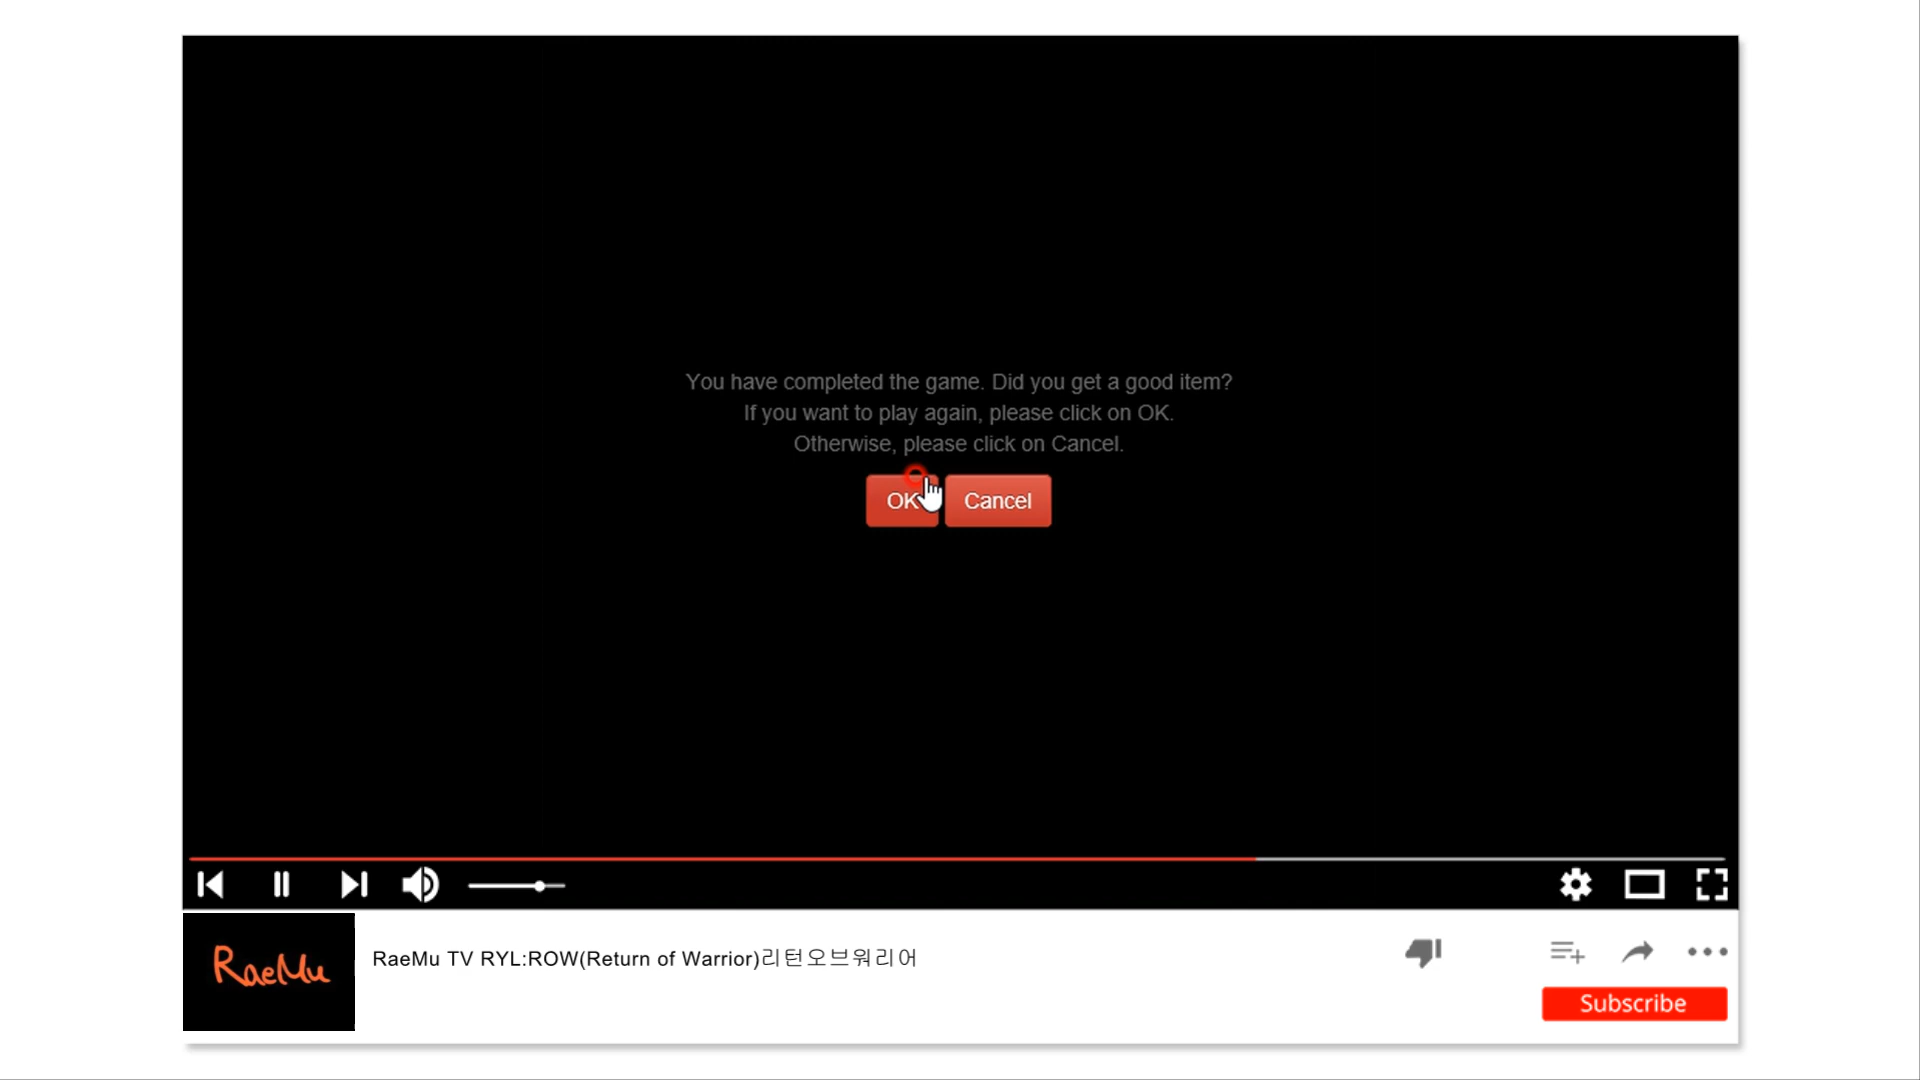 You have completed the game. Did you get a good item?
If you want to play again, please click on OK.
Otherwise, please click on Cancel.
OK Cancel
RaeMu
RaeMu TV RYL:ROW(Return of Warrior)리턴오브워리어
Subscribe